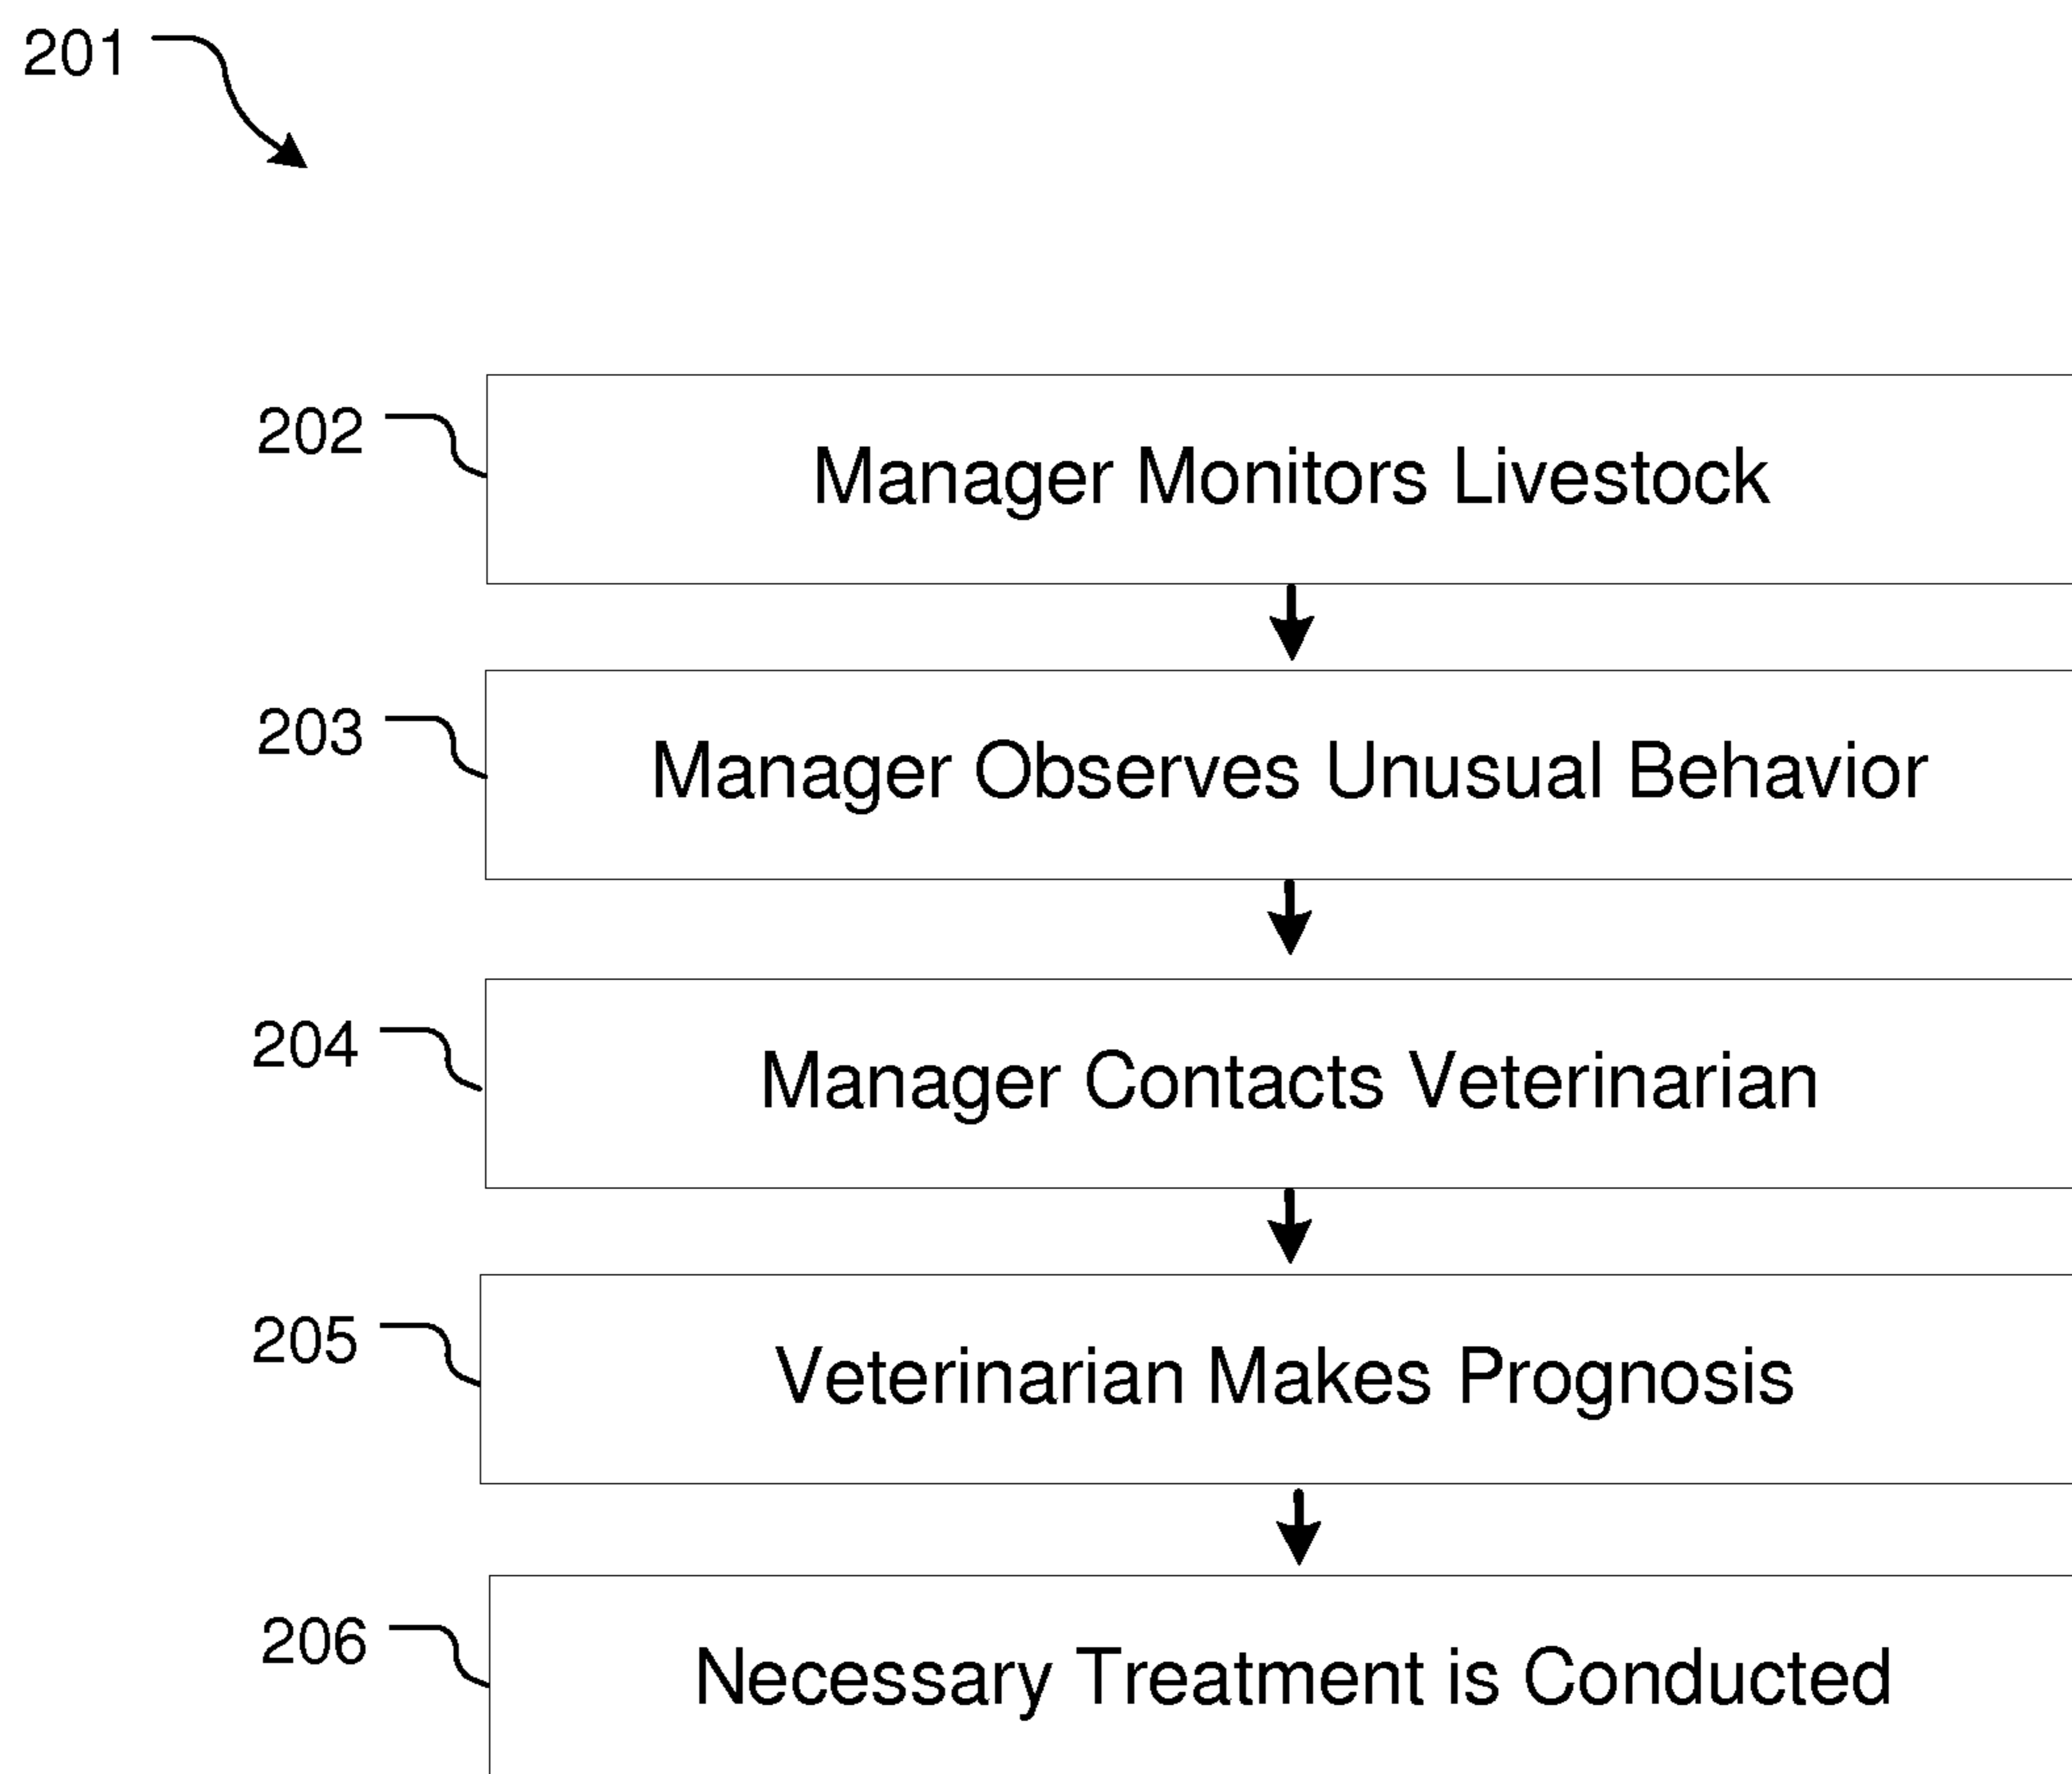 201
202
Manager Monitors Livestock
203
Manager Observes Unusual Behavior
204
Manager Contacts Veterinarian
205
Veterinarian Makes Prognosis
206
Necessary Treatment is Conducted